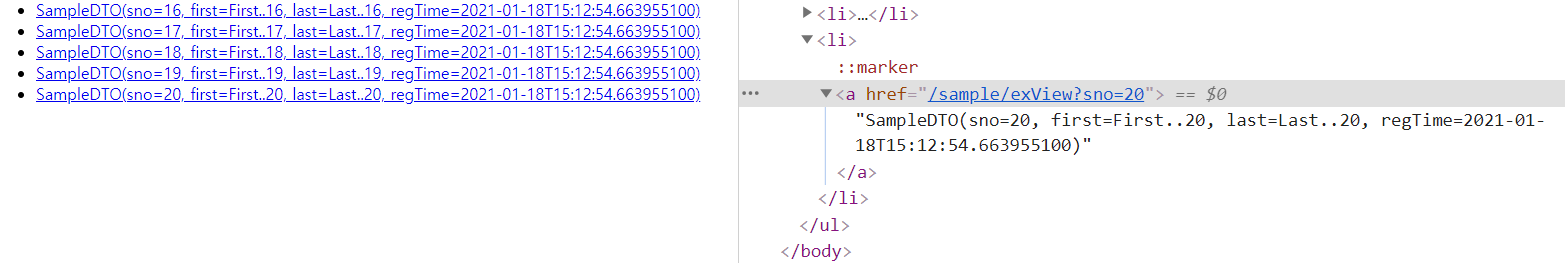 SampleDTO(sno=16, first=First..16, last=Last..16, regTime=2021-01-18T15:12:54.663955100)
SampleDTO(sno=17, first=First..17, last=Last..17, regTime=2021-01-18T15:12:54.663955100)
SampleDTO(sno=18, first=First..18, last=Last..18, regTime=2021-01-18T15:12:54.663955100)
SampleDTO(sno=19, first=First..19, last=Last..19, regTime=2021-01-18T15:12:54.663955100)
SampleDTO(sno=20, first=First..20, last=Last..20, regTime=2021-01-18T15:12:54.663955100)
<li>…</li>
<li>
::marker
<a href="/sample/exView?sno=20"> == $0
"SampleDTO(sno=20, first=First..20, last=Last..20, regTime=2021-01-
18T15:12:54.663955100)"
</a>
</li>
</ul>
</body>